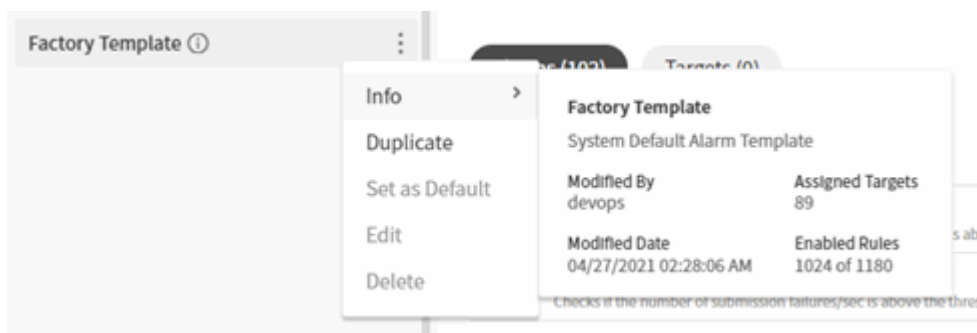 Factory Template
(102)
Targets (0)
Info
Factory Template
Duplicate
System Default Alarm Template
Set as Default
Modified By
Assigned Targets
devops
89
Edit
Modified Date
Enabled Rules
04/27/2021 02:28:06 AM
1024 of 1180
Delete
Checks if the number of submission failures/sec is above the